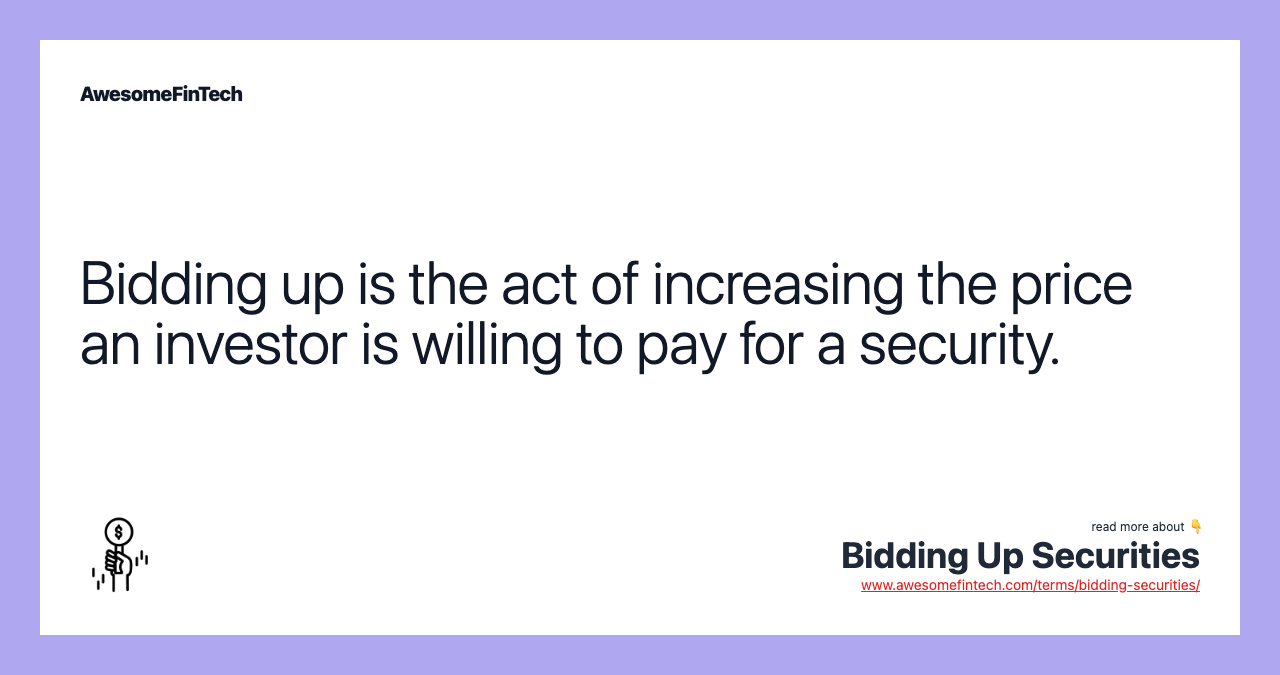 AwesomeFinTech
Bidding up is the act of increasing the price
an investor is willing to pay for a security.
$
read more about 👇
Bidding Up Securities
www.awesomefintech.com/terms/bidding-securities/